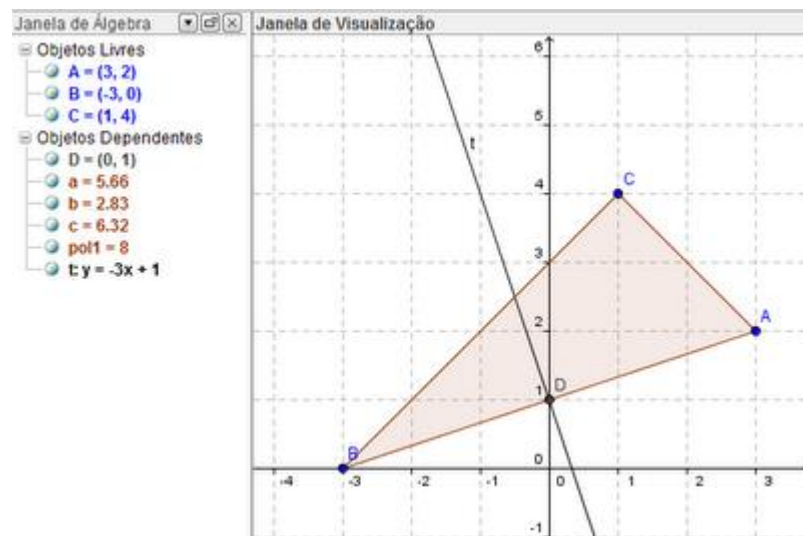 Janela de Álgebra
Objetos Livres
A = (3, 2)
B = (-3, 0)
C = (1, 4)
Objetos Dependentes
D = (0, 1)
a = 5.66
b = 2.83
c = 6.32
pol1 = 8
t: y = -3x + 1
Janela de Visualização
6
5
t
4
C
3
2
A
1
D
0
B
-4
-3
-2
-1
0
1
2
3
-1